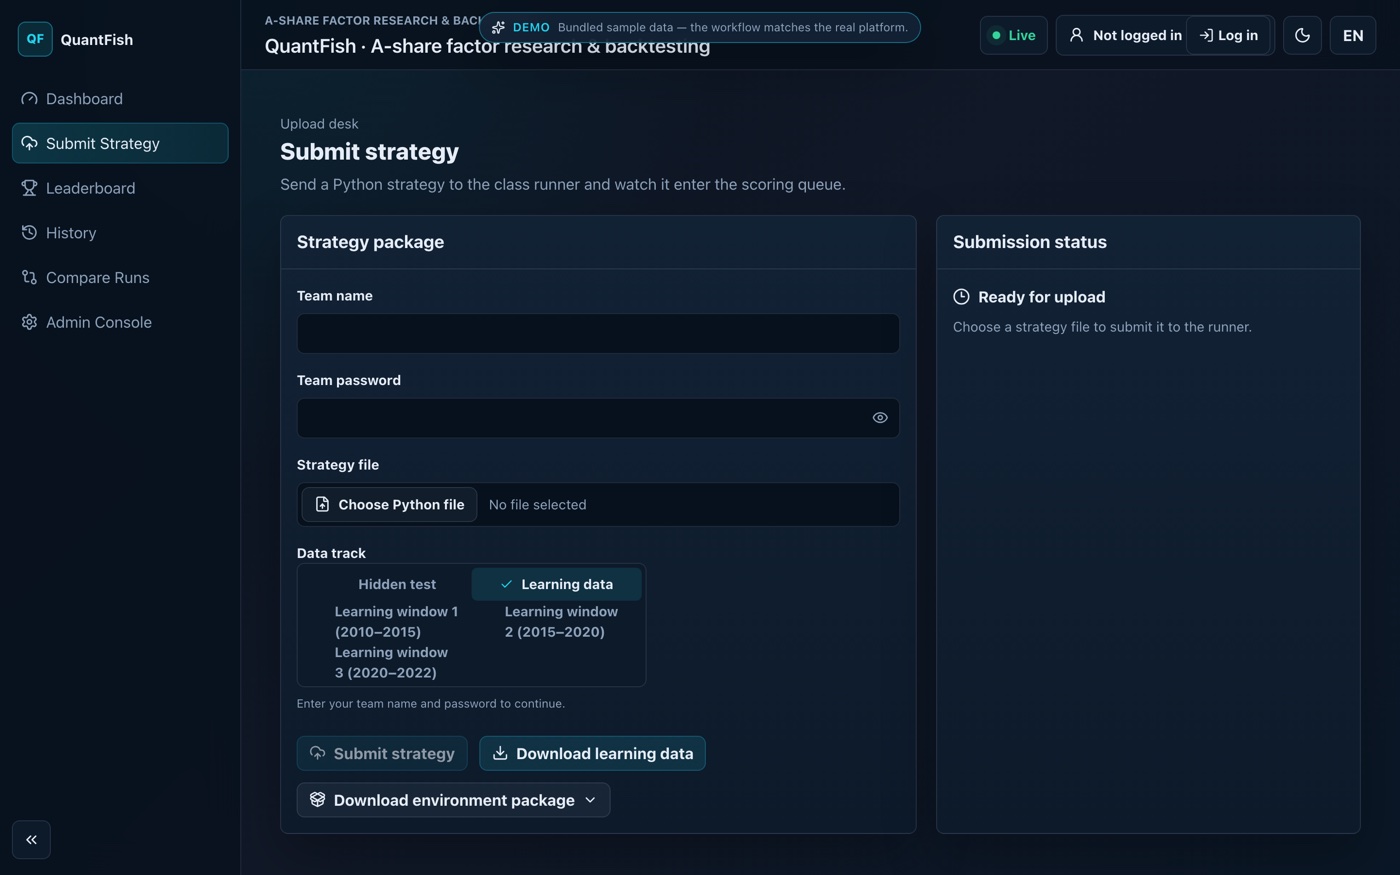 QF
QuantFish
Dashboard
Submit Strategy
Leaderboard
History
Compare Runs
Admin Console
A-SHARE FACTOR RESEARCH &
QuantFish · A-share factor research & backtesting
DEMO Bundled sample data — the workflow matches the real platform.
Live
Not logged in
Log in
EN
Upload desk
Submit strategy
Send a Python strategy to the class runner and watch it enter the scoring queue.
Strategy package
Team name
Team password
Strategy file
Choose Python file
No file selected
Data track
Hidden test
Learning data
Learning window 1
(2010–2015)
Learning window
2 (2015–2020)
Learning window
3 (2020–2022)
Enter your team name and password to continue.
Submit strategy
Download learning data
Download environment package
Submission status
Ready for upload
Choose a strategy file to submit it to the runner.